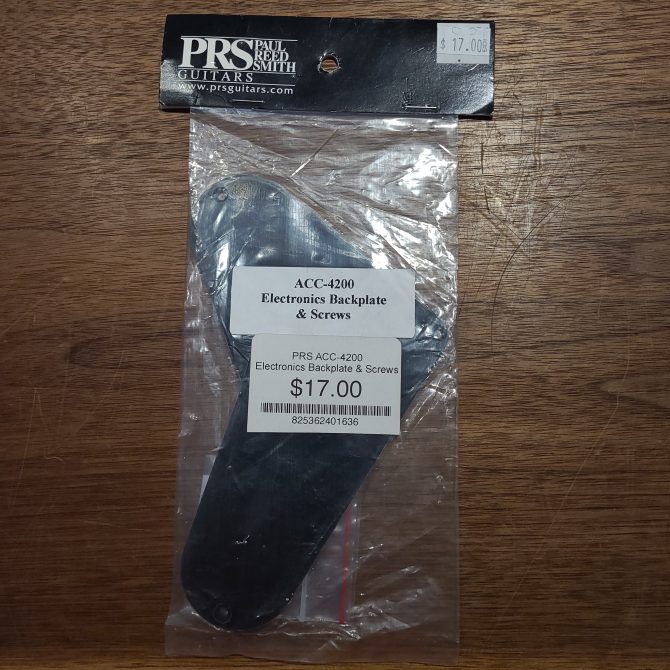 PRS PAUL
REED
SMITH
GUITARS
www.prsguitars.com
$ 17.00
ACC-4200
Electronics Backplate
& Screws
PRS ACC-4200
Electronics Backplate & Screws
$17.00
825362401636